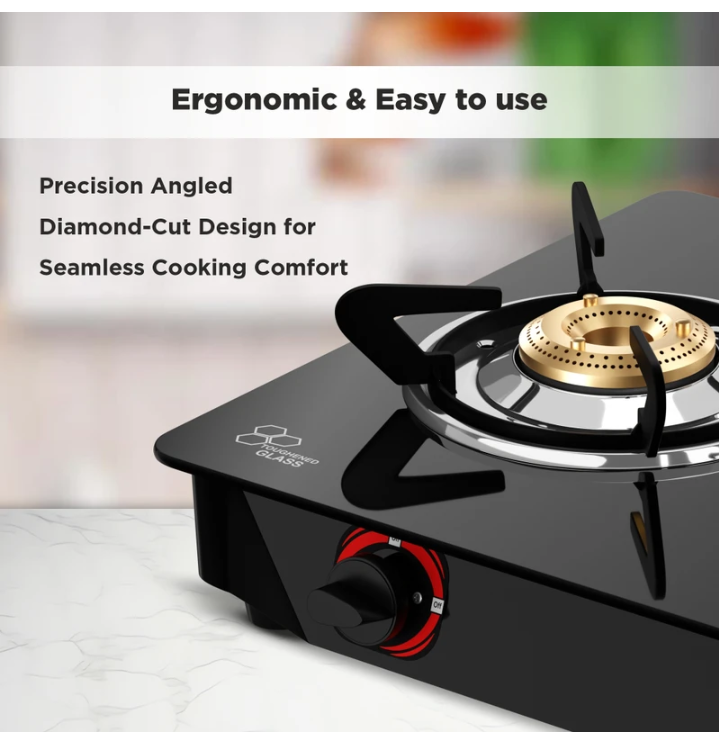 Ergonomic & Easy to use
Precision Angled
Diamond-Cut Design for
Seamless Cooking Comfort
TOUGHENED
GLASS
Off